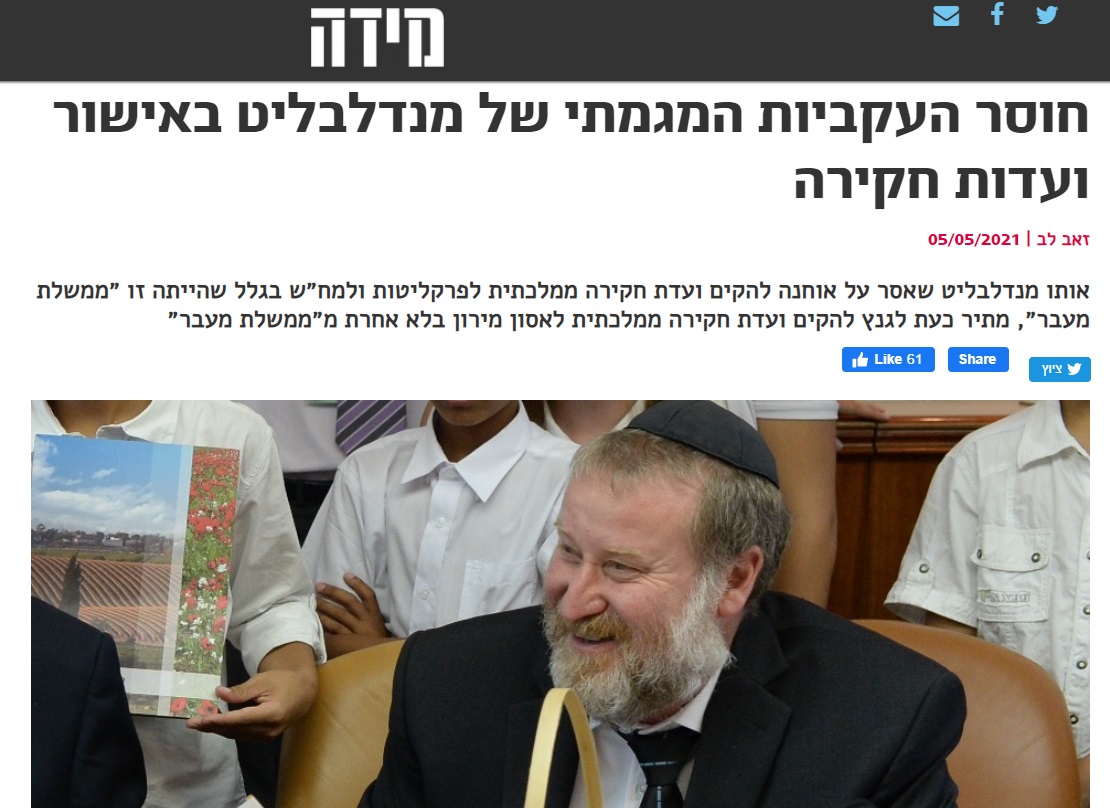 מידה
חוסר העקביות המגמתי של מנדלבליט באישור
ועדות חקירה
זאב לב | 05/05/2021
אותו מנדלבליט שאסר על אוחנה להקים ועדת חקירה ממלכתית לפרקליטות ולמח"ש בגלל שהייתה זו "ממשלת
מעבר", מתיר כעת לגנץ להקים ועדת חקירה ממלכתית לאסון מירון בלא אחרת מ"ממשלת מעבר"
ציוץ Share Like 61